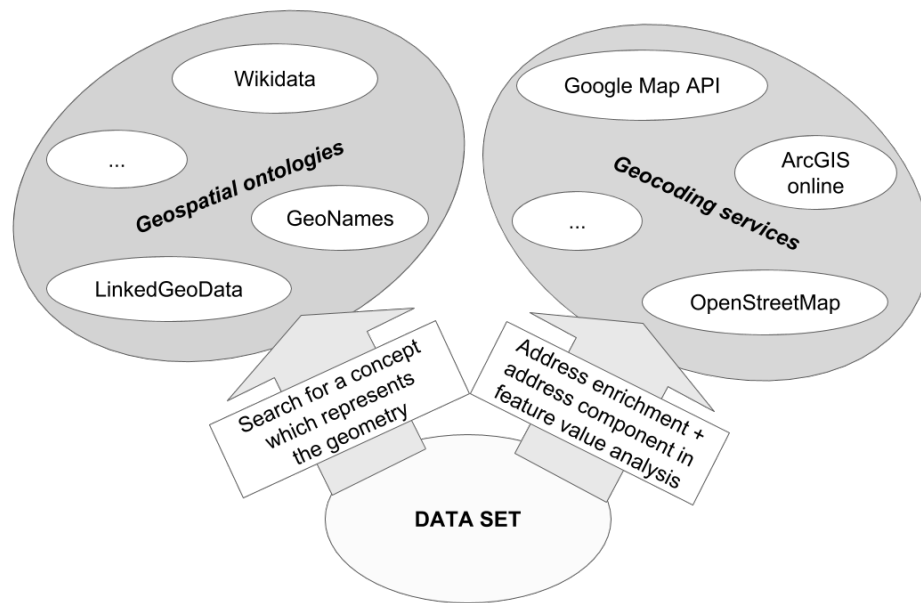 Wikidata
...
Geospatial ontologies
GeoNames
LinkedGeoData
Google Map API
ArcGIS
online
Geocoding services
...
OpenStreetMap
Search for a concept
which represents
the geometry
Address enrichment +
address component in
feature value analysis
DATA SET